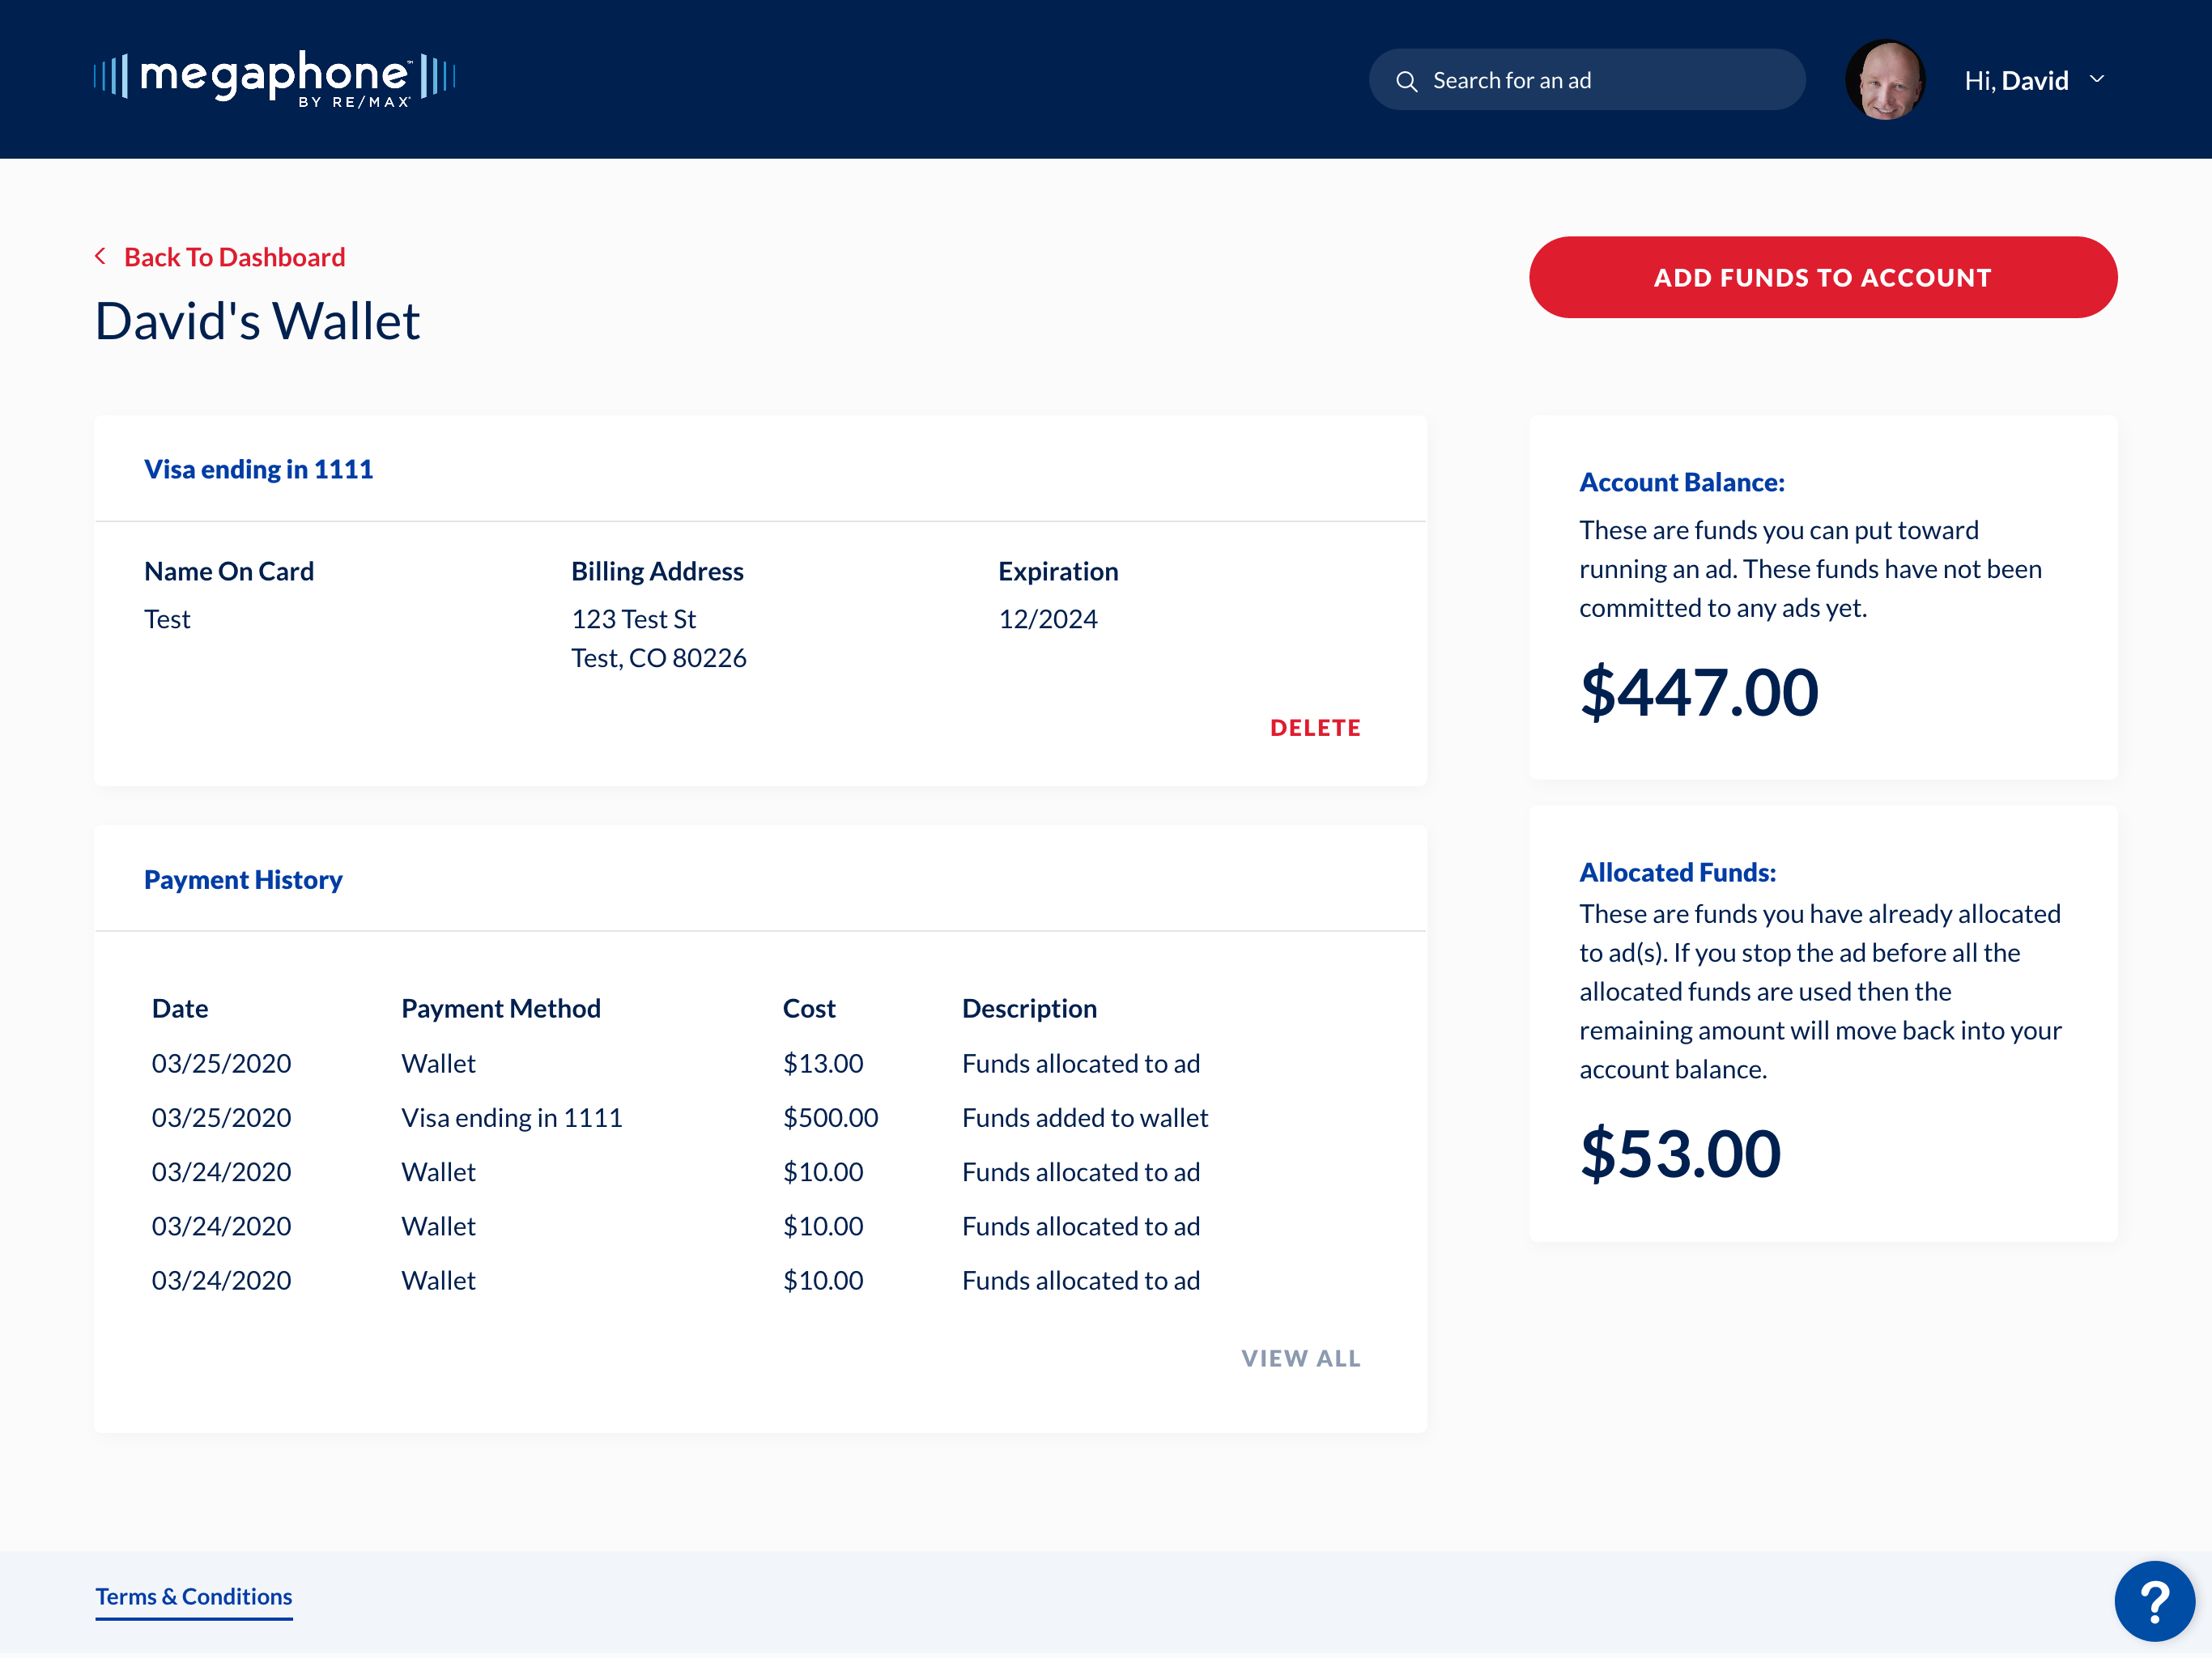 megaphone™
BY RE/MAX
Search for an ad
Hi, David
Back To Dashboard
David's Wallet
ADD FUNDS TO ACCOUNT
Visa ending in 1111
Name On Card
Test
Billing Address
123 Test St
Test, CO 80226
Expiration
12/2024
DELETE
Payment History
Date Payment Method Cost Description
03/25/2020 Wallet $13.00 Funds allocated to ad
03/25/2020 Visa ending in 1111 $500.00 Funds added to wallet
03/24/2020 Wallet $10.00 Funds allocated to ad
03/24/2020 Wallet $10.00 Funds allocated to ad
03/24/2020 Wallet $10.00 Funds allocated to ad
VIEW ALL
Account Balance:
These are funds you can put toward
running an ad. These funds have not been
committed to any ads yet.
$447.00
Allocated Funds:
These are funds you have already allocated
to ad(s). If you stop the ad before all the
allocated funds are used then the
remaining amount will move back into your
account balance.
$53.00
Terms & Conditions
?